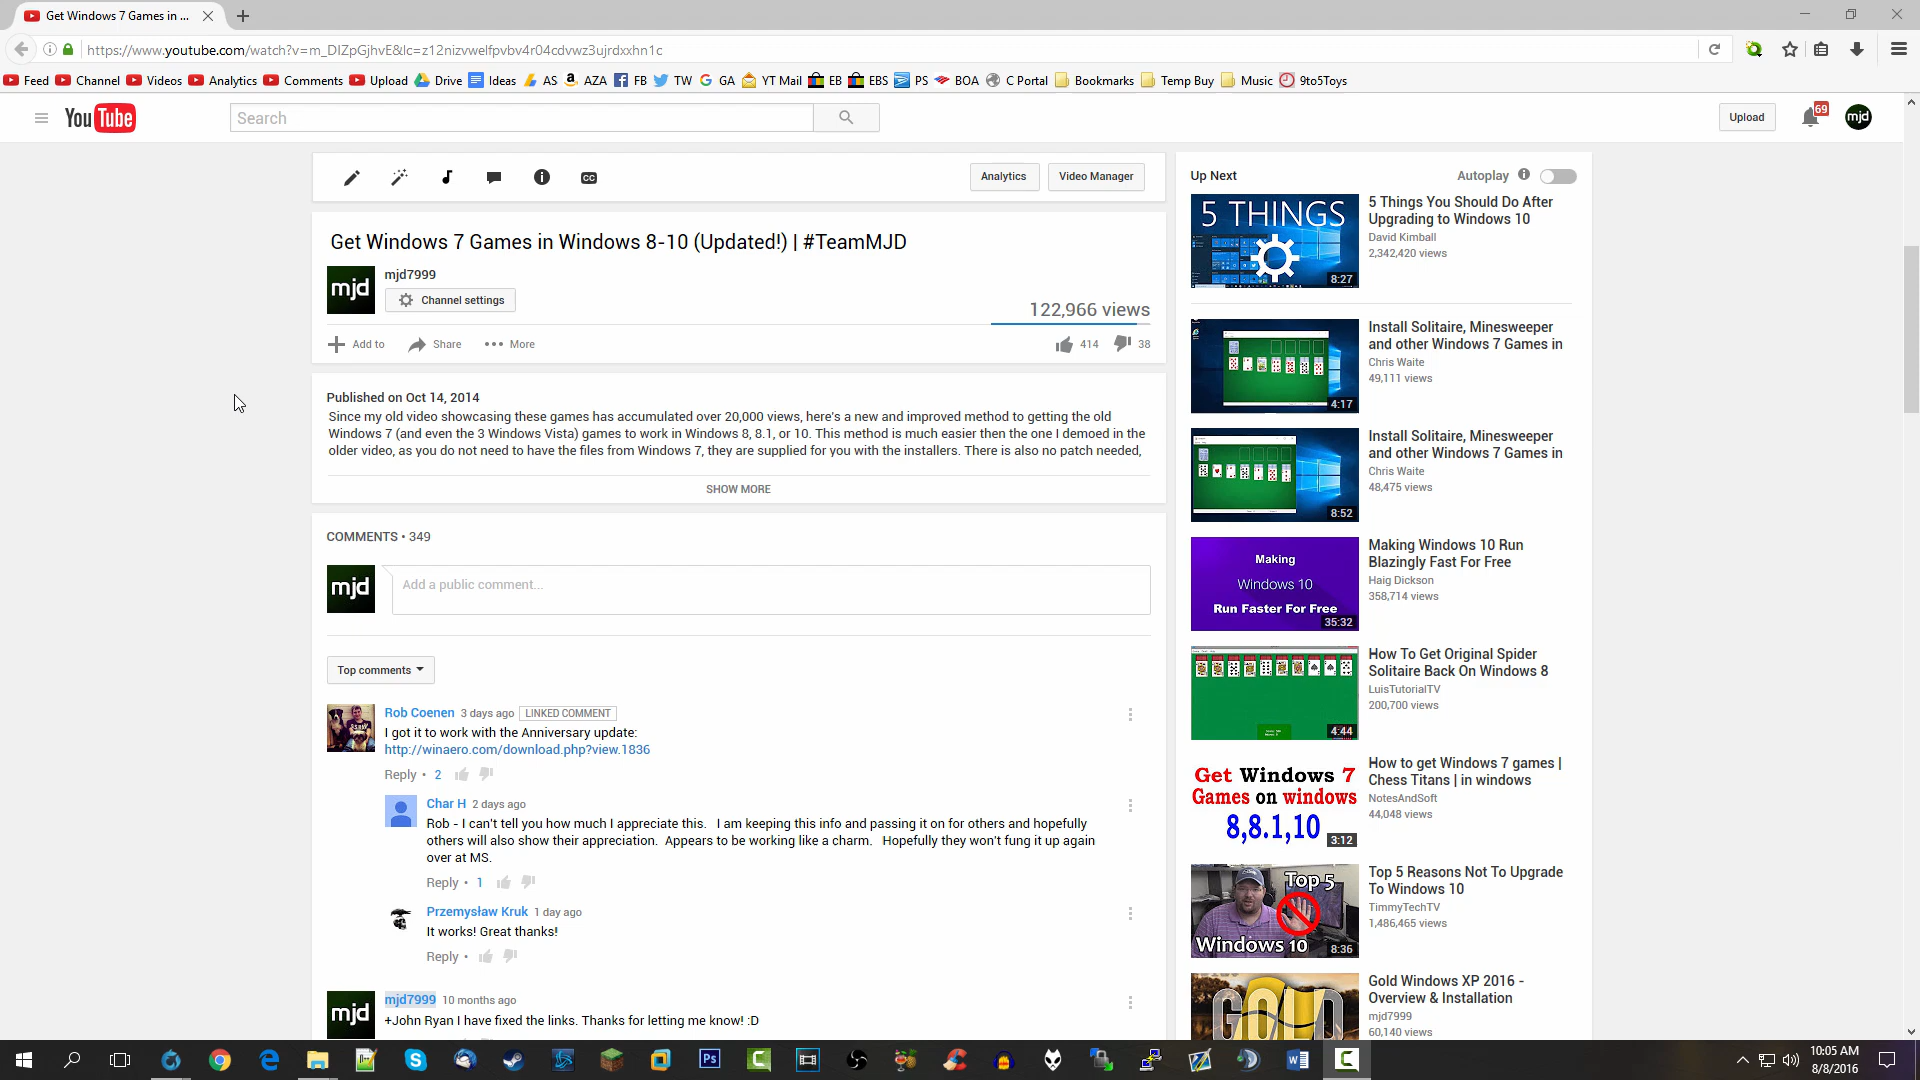 Get Windows 7 Games in ...
https://www.youtube.com/watch?v=m_DIZpGjhvE&lc=z12nizvwelfpvbv4r04cdvwz3ujrdxxhn1c
Feed Channel Videos Analytics Comments Upload Drive Ideas AS AZA FB TW GA YT Mail EB EBS PS BOA C Portal Bookmarks Temp Buy Music 9to5Toys
You Tube
Search
Upload
69
mjd
CC
Analytics
Video Manager
Get Windows 7 Games in Windows 8-10 (Updated!) | #TeamMJD
mjd
mjd7999
Channel settings
122,966 views
Add to Share More
414 38
Published on Oct 14, 2014
Since my old video showcasing these games has accumulated over 20,000 views, here's a new and improved method to getting the old
Windows 7 (and even the 3 Windows Vista) games to work in Windows 8, 8.1, or 10. This method is much easier then the one I demoed in the
older video, as you do not need to have the files from Windows 7, they are supplied for you with the installers. There is also no patch needed,
SHOW MORE
COMMENTS • 349
mjd
Add a public comment...
Top comments
Rob Coenen 3 days ago LINKED COMMENT
I got it to work with the Anniversary update:
http://winaero.com/download.php?view.1836
Reply • 2
Char H 2 days ago
Rob - I can't tell you how much I appreciate this. I am keeping this info and passing it on for others and hopefully
others will also show their appreciation. Appears to be working like a charm. Hopefully they won't fung it up again
over at MS.
Reply • 1
Przemysław Kruk 1 day ago
It works! Great thanks!
Reply •
mjd
mjd7999 10 months ago
+John Ryan I have fixed the links. Thanks for letting me know! :D
Up Next
Autoplay
5 THINGS
8:27
5 Things You Should Do After
Upgrading to Windows 10
David Kimball
2,342,420 views
4:17
Install Solitaire, Minesweeper
and other Windows 7 Games in
Chris Waite
49,111 views
8:52
Install Solitaire, Minesweeper
and other Windows 7 Games in
Chris Waite
48,475 views
Making
Windows 10
Run Faster For Free
35:32
Making Windows 10 Run
Blazingly Fast For Free
Haig Dickson
358,714 views
4:44
How To Get Original Spider
Solitaire Back On Windows 8
LuisTutorialTV
200,700 views
Get Windows 7
Games on windows
8,8.1,10
3:12
How to get Windows 7 games |
Chess Titans | in windows
NotesAndSoft
44,048 views
Top 5
Windows 10
8:36
Top 5 Reasons Not To Upgrade
To Windows 10
TimmyTechTV
1,486,465 views
GOLD
Gold Windows XP 2016 -
Overview & Installation
mjd7999
60,140 views
Ps
10:05 AM
8/8/2016